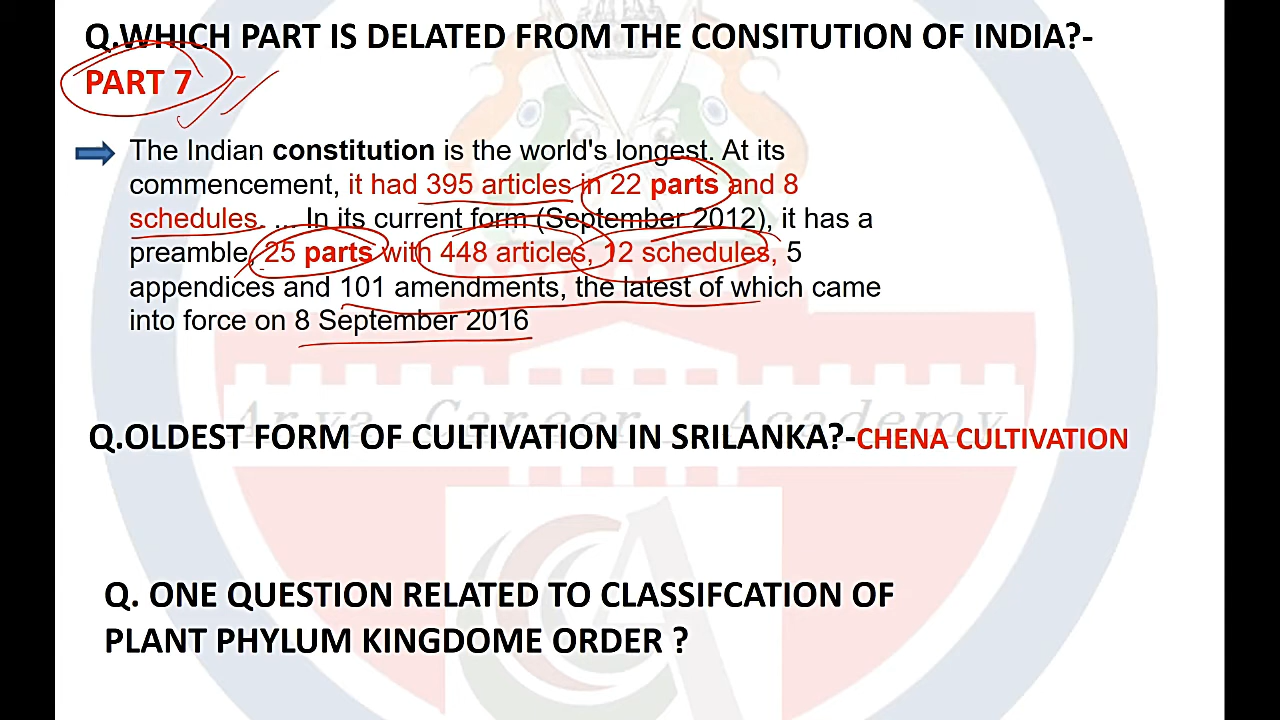 Q.WHICH PART IS DELATED FROM THE CONSITUTION OF INDIA?-
PART 7
The Indian constitution is the world's longest. At its
commencement, it had 395 articles in 22 parts and 8
schedules. ... In its current form (September 2012), it has a
preamble, 25 parts with 448 articles, 12 schedules, 5
appendices and 101 amendments, the latest of which came
into force on 8 September 2016
Arya Career Academy
Q.OLDEST FORM OF CULTIVATION IN SRILANKA?-CHENA CULTIVATION
CA
Q. ONE QUESTION RELATED TO CLASSIFCATION OF
PLANT PHYLUM KINGDOME ORDER ?